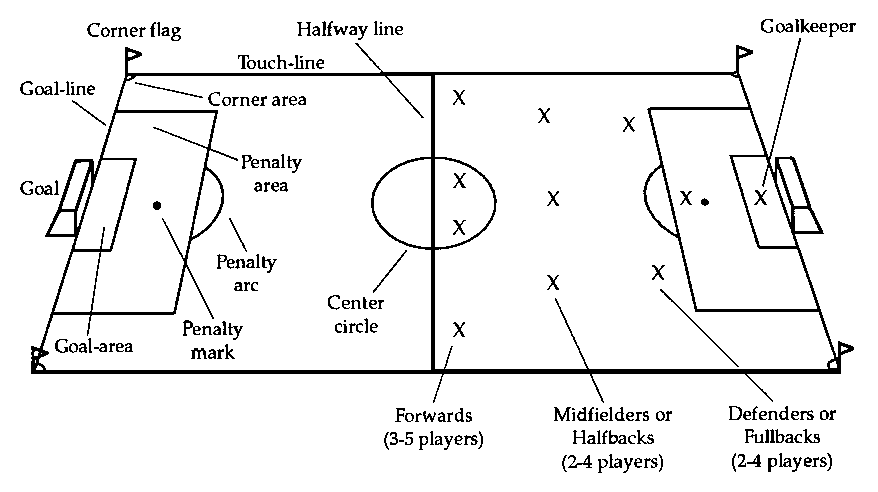 Corner flag
Halfway line
Goalkeeper
Touch-line
Goal-line
Corner area
Penalty
area
Goal
Penalty
arc
Center
circle
Penalty
mark
Goal-area
X
X
X
X
X
X
X
X
X
X
X
Forwards
(3-5 players)
Midfielders or
Halfbacks
(2-4 players)
Defenders or
Fullbacks
(2-4 players)